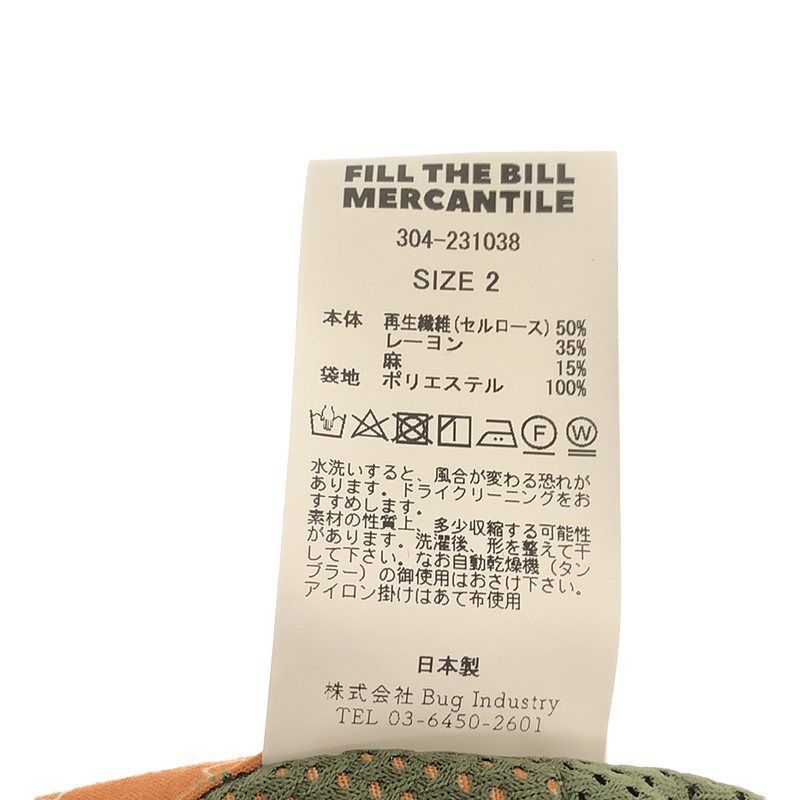 FILL THE BILL
MERCANTILE
304-231038
SIZE 2
本体 再生繊維(セルロース) 50%
レーヨン 35%
麻 15%
袋地 ポリエステル 100%
F W
水洗いすると、風合が変わる恐れが
あります。ドライクリーニングをお
すすめします。
素材の性質上、多少収縮する可能性
があります。洗濯後、形を整えて干
して下さい。なお自動乾燥機(タン
ブラー)の御使用はおさけ下さい。
アイロン掛けはあて布使用
日本製
株式会社 Bug Industry
TEL 03-6450-2601